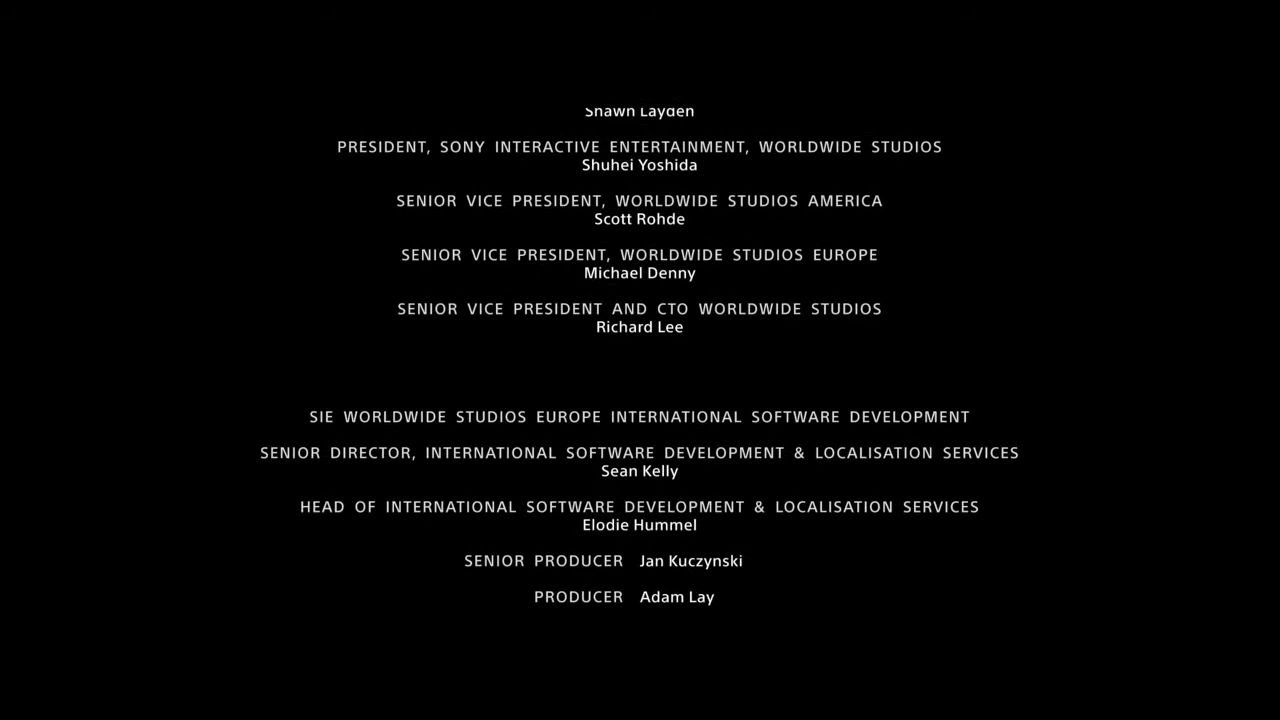 Shawn Layden
PRESIDENT, SONY INTERACTIVE ENTERTAINMENT, WORLDWIDE STUDIOS
Shuhei Yoshida
SENIOR VICE PRESIDENT, WORLDWIDE STUDIOS AMERICA
Scott Rohde
SENIOR VICE PRESIDENT, WORLDWIDE STUDIOS EUROPE
Michael Denny
SENIOR VICE PRESIDENT AND CTO WORLDWIDE STUDIOS
Richard Lee
SIE WORLDWIDE STUDIOS EUROPE INTERNATIONAL SOFTWARE DEVELOPMENT
SENIOR DIRECTOR, INTERNATIONAL SOFTWARE DEVELOPMENT & LOCALISATION SERVICES
Sean Kelly
HEAD OF INTERNATIONAL SOFTWARE DEVELOPMENT & LOCALISATION SERVICES
Elodie Hummel
SENIOR PRODUCER Jan Kuczynski
PRODUCER Adam Lay